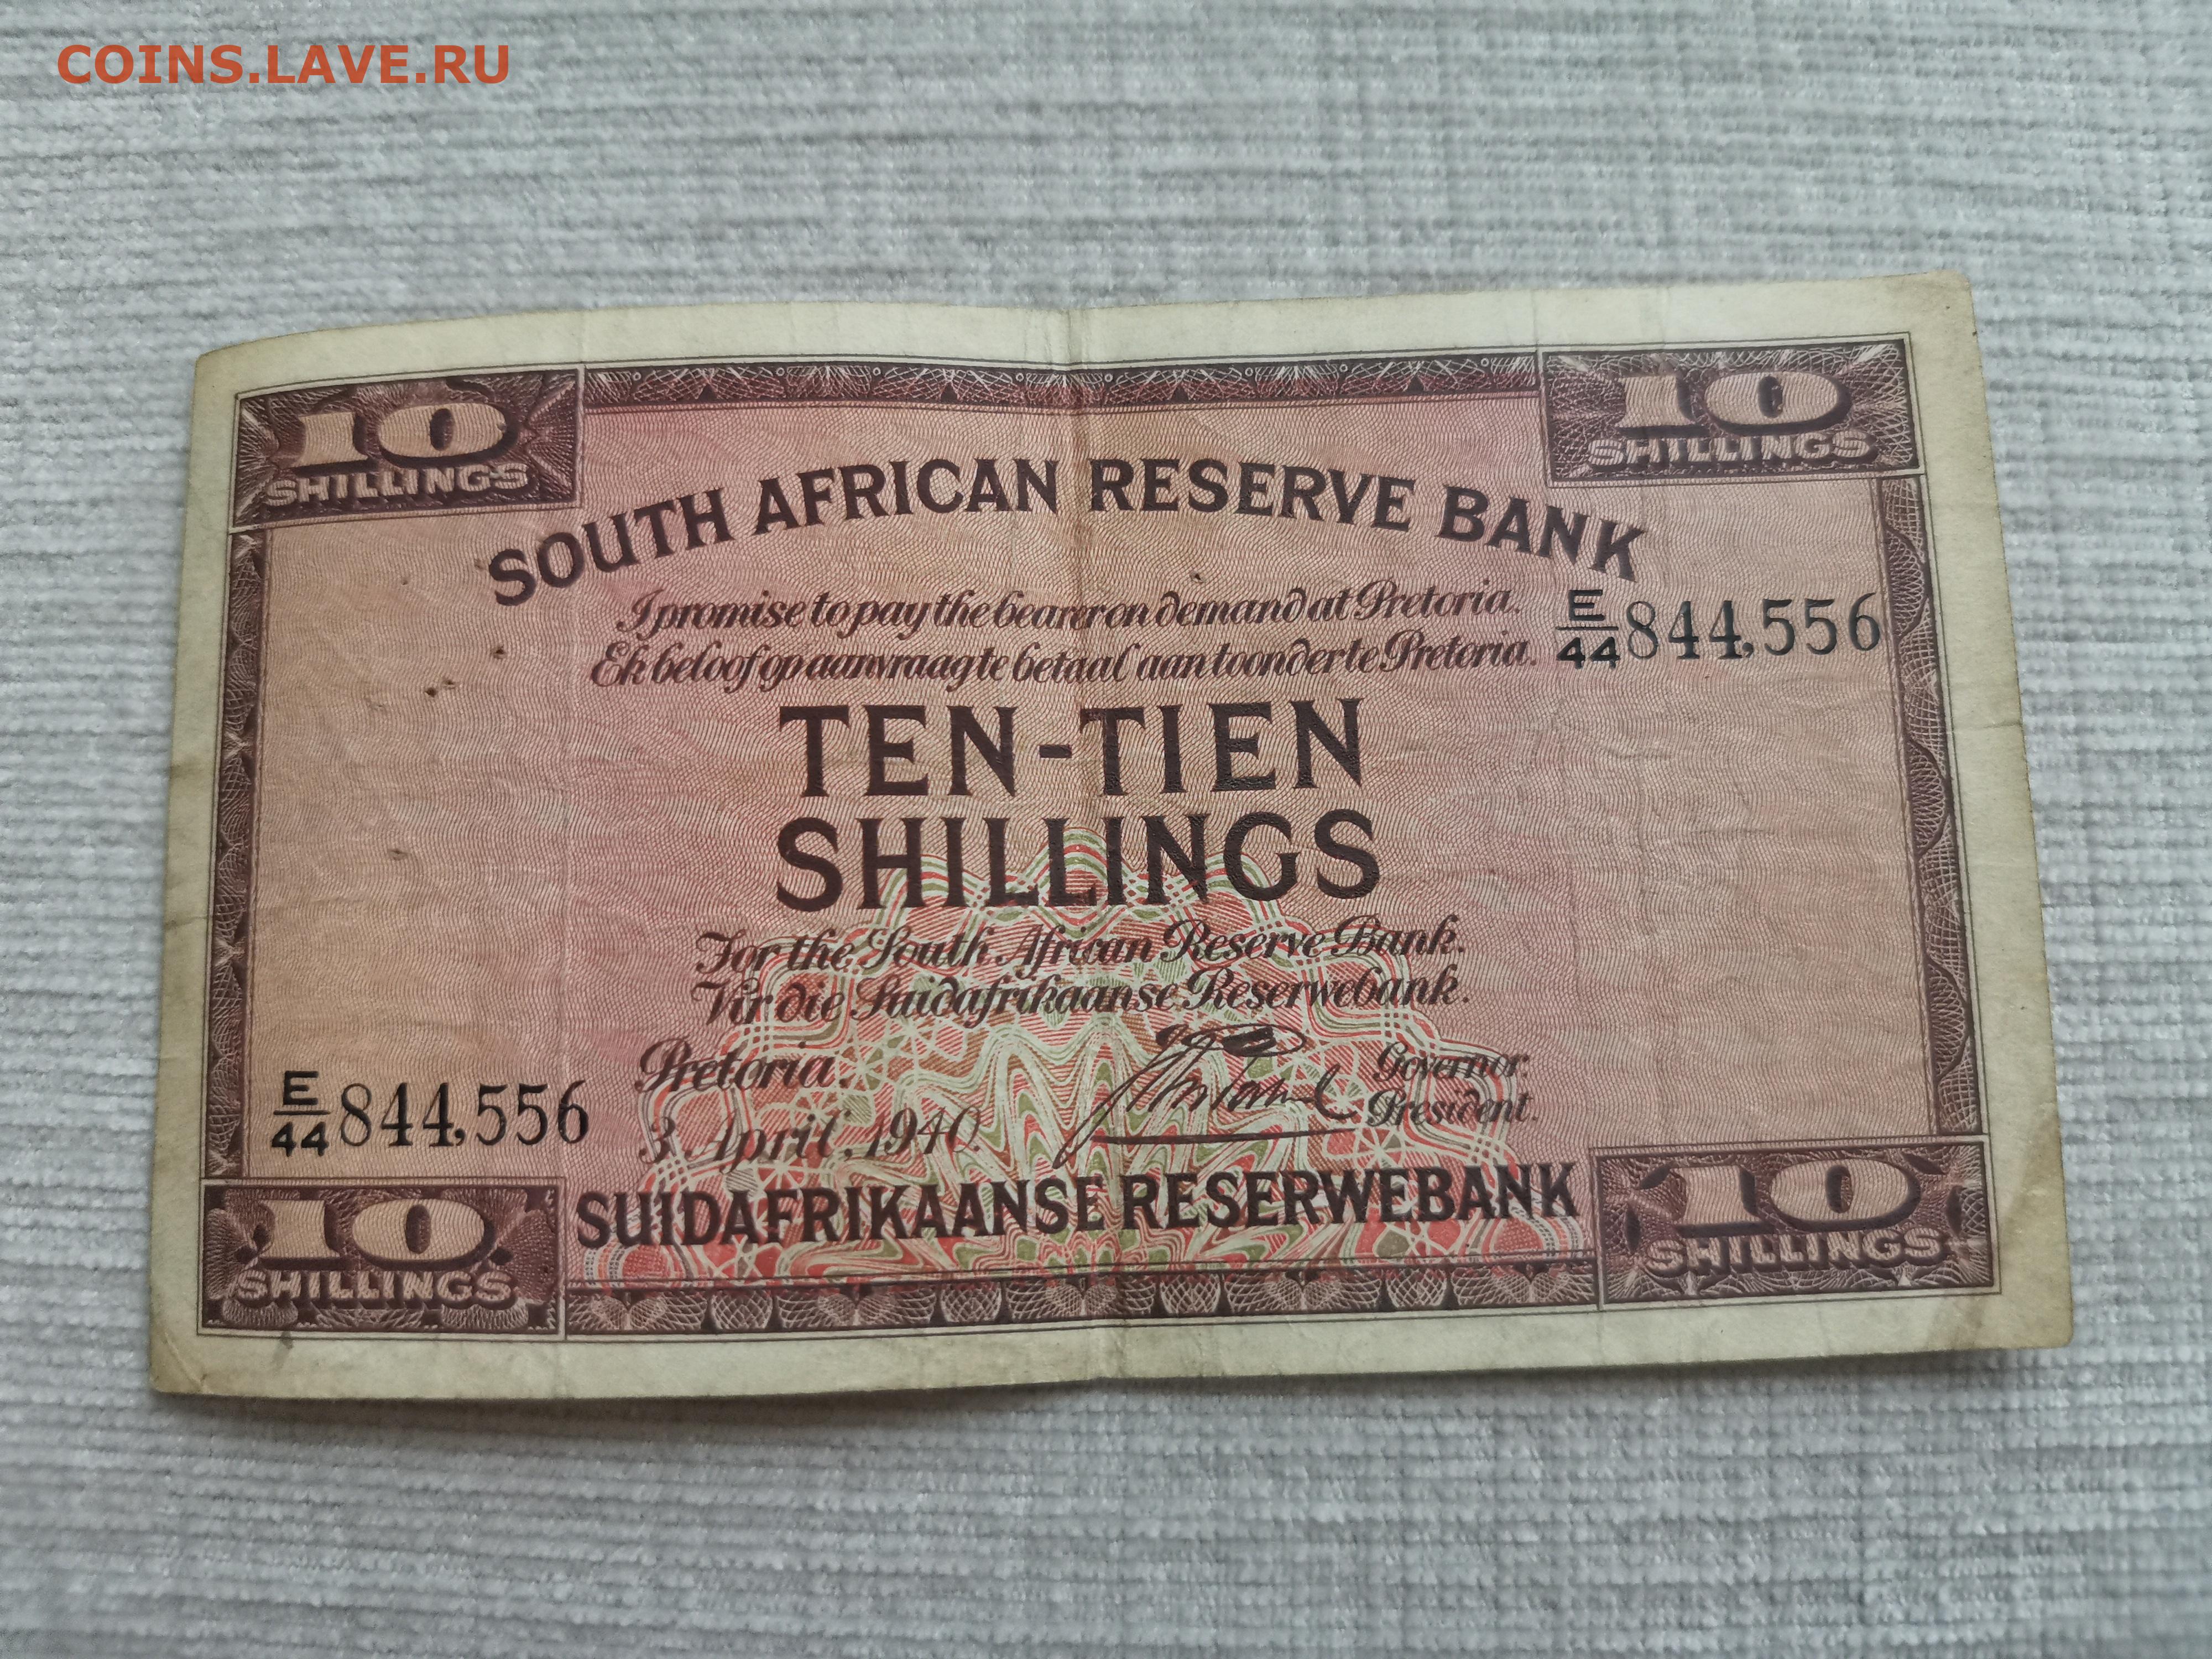 COINS.LAVE.RU
10 SHILLINGS
10 SHILLINGS
SOUTH AFRICAN RESERVE BANK
I promise to pay the bearer on demand at Pretoria.
E/44 844,556
Ek beloof op aanvraag te betaal aan toonder te Pretoria.
TEN-TIEN
SHILLINGS
For the South African Reserve Bank.
Vir die Suidafrikaanse Reserwebank.
Pretoria.
Governor.
President.
E/44 844,556
3. April, 1940.
SUIDAFRIKAANSE RESERWEBANK
10 SHILLINGS
10 SHILLINGS